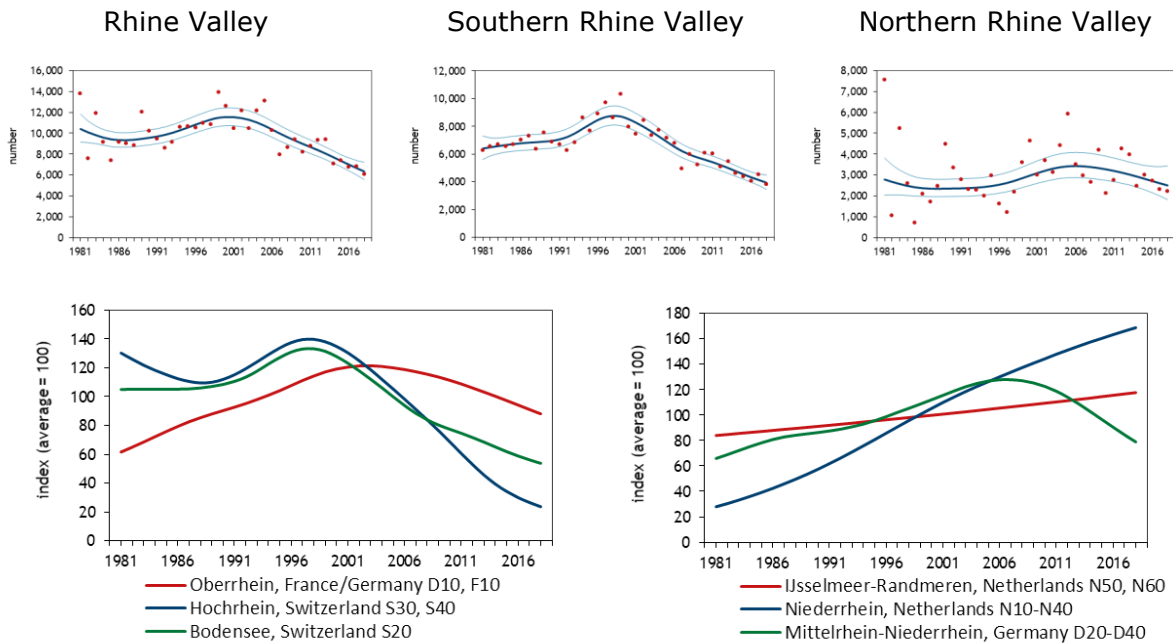 Rhine Valley
Southern Rhine Valley
Northern Rhine Valley
number
16,000
14,000
12,000
10,000
8,000
6,000
4,000
2,000
0
1981 1986 1991 1996 2001 2006 2011 2016
number
12,000
10,000
8,000
6,000
4,000
2,000
0
1981 1986 1991 1996 2001 2006 2011 2016
number
8,000
7,000
6,000
5,000
4,000
3,000
2,000
1,000
0
1981 1986 1991 1996 2001 2006 2011 2016
index (average = 100)
160
140
120
100
80
60
40
20
0
1981 1986 1991 1996 2001 2006 2011 2016
Oberrhein, France/Germany D10, F10
Hochrhein, Switzerland S30, S40
Bodensee, Switzerland S20
index (average = 100)
180
160
140
120
100
80
60
40
20
0
1981 1986 1991 1996 2001 2006 2011 2016
IJsselmeer-Randmeren, Netherlands N50, N60
Niederrhein, Netherlands N10-N40
Mittelrhein-Niederrhein, Germany D20-D40